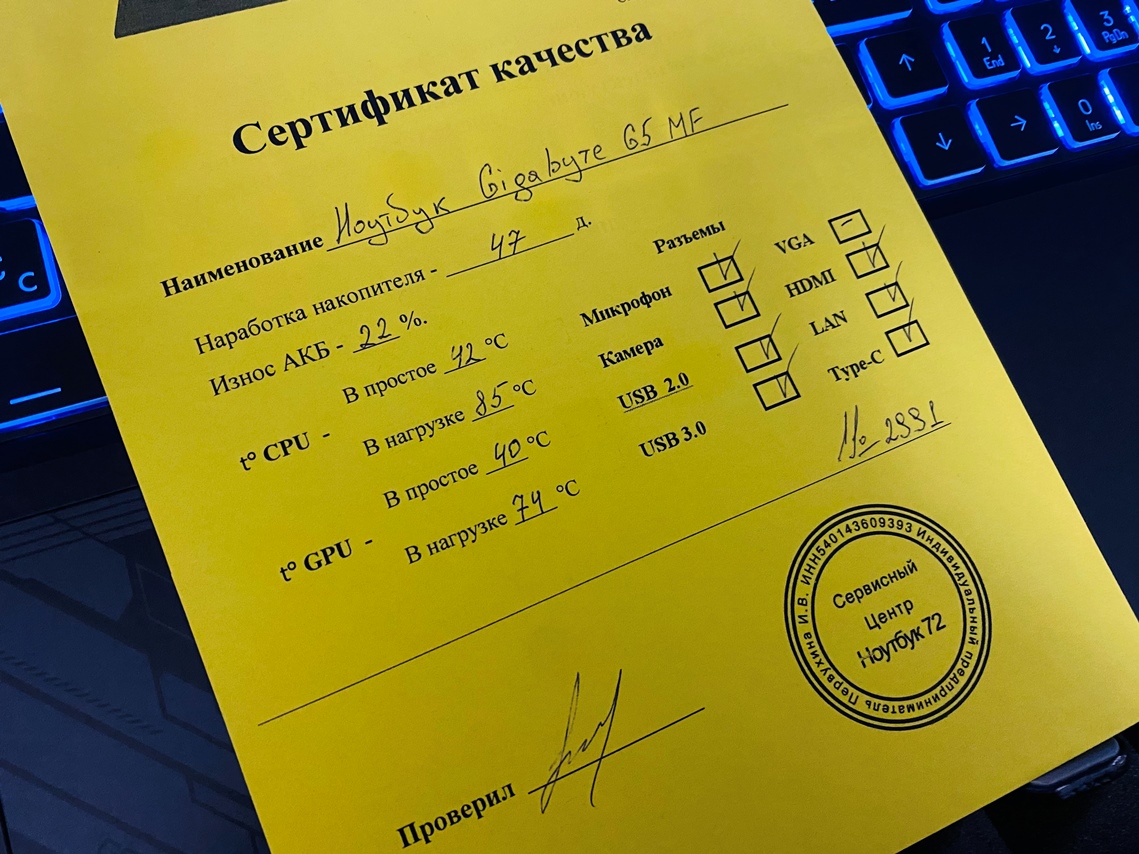 Сертификат качества
Наименование Ноутбук Gigabyte G5 MF
Наработка накопителя - 47 д.
Износ АКБ - 22 %.
t° CPU - В простое 42 °C
В нагрузке 85 °C
t° GPU - В простое 40 °C
В нагрузке 74 °C
Разъемы
Микрофон
Камера
USB 2.0
USB 3.0
VGA
HDMI
LAN
Type-C
№ 2991
Индивидуальный предприниматель Первухина И.В. ИНН540143609393
Сервисный
Центр
Ноутбук 72
Проверил
↑
1 End
2 ↓
3 PgDn
↓
→
0 Ins
С C